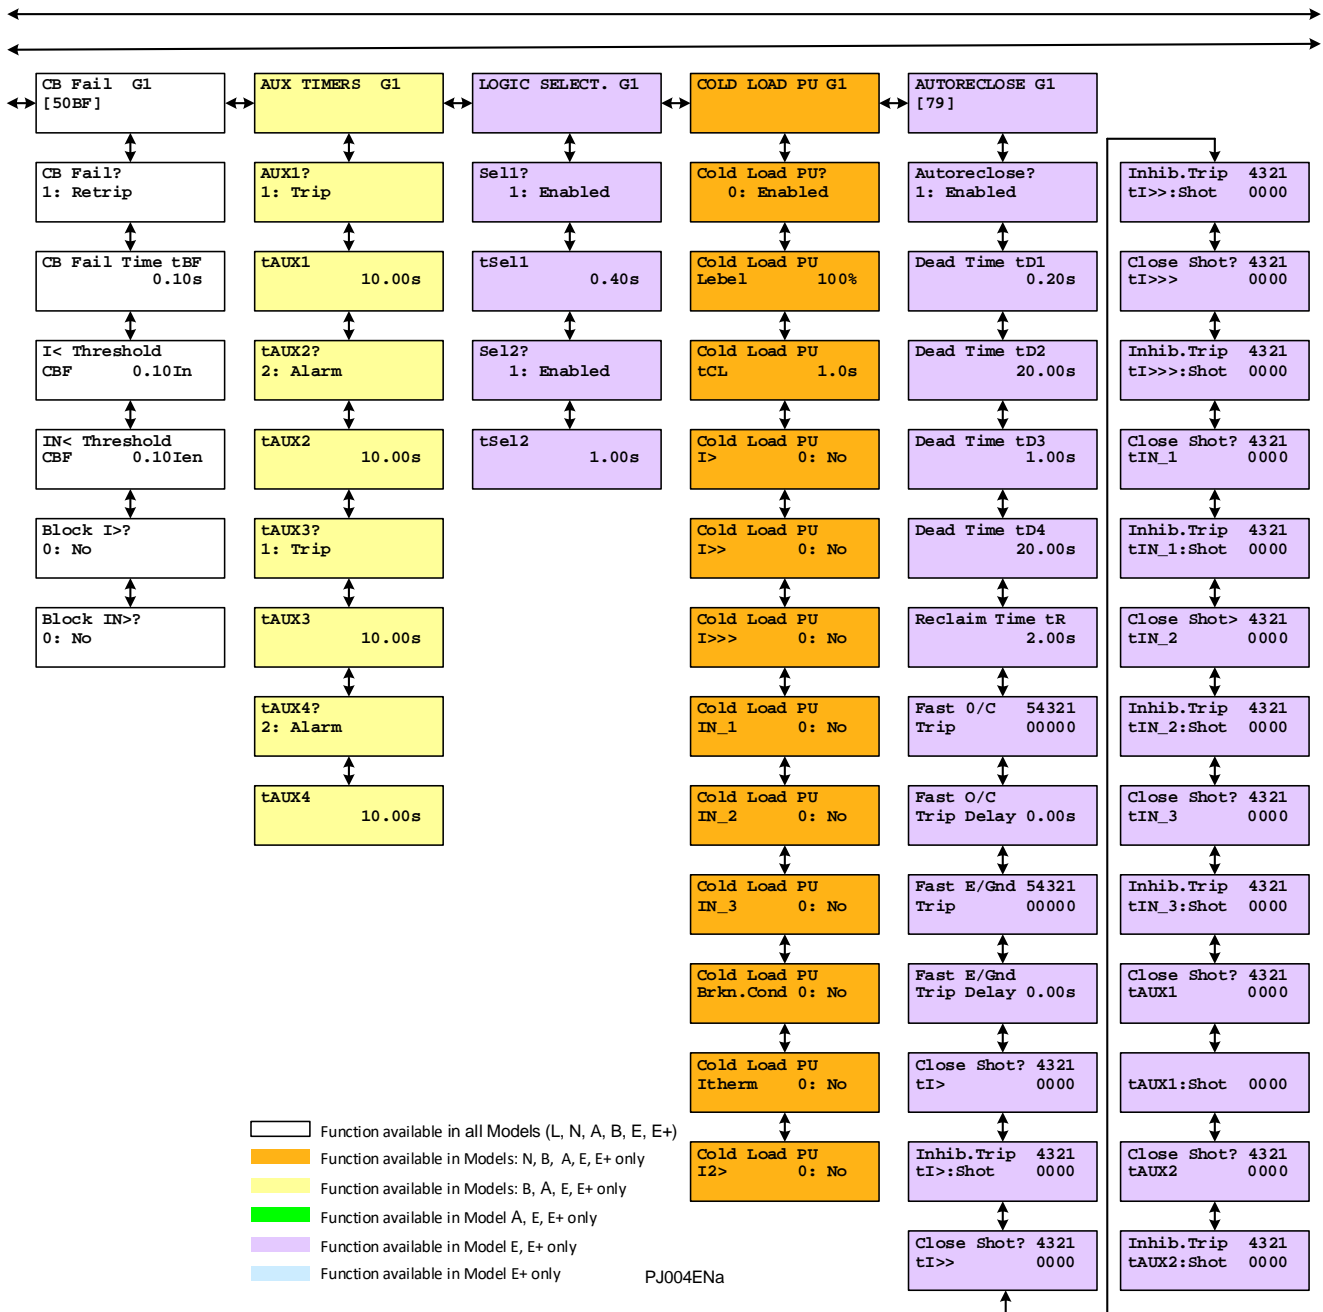 CB Fail  G1
[50BF]
CB Fail?
1: Retrip
CB Fail Time tBF
0.10s
I< Threshold
CBF 0.10In
IN< Threshold
CBF 0.10Ien
Block I>?
0: No
Block IN>?
0: No
AUX TIMERS  G1
AUX1?
1: Trip
tAUX1
10.00s
tAUX2?
2: Alarm
tAUX2
10.00s
tAUX3?
1: Trip
tAUX3
10.00s
tAUX4?
2: Alarm
tAUX4
10.00s
LOGIC SELECT. G1
Sel1?
1: Enabled
tSel1
0.40s
Sel2?
1: Enabled
tSel2
1.00s
COLD LOAD PU G1
Cold Load PU?
0: Enabled
Cold Load PU
Lebel 100%
Cold Load PU
tCL 1.0s
Cold Load PU
I> 0: No
Cold Load PU
I>> 0: No
Cold Load PU
I>>> 0: No
Cold Load PU
IN_1 0: No
Cold Load PU
IN_2 0: No
Cold Load PU
IN_3 0: No
Cold Load PU
Brkn.Cond 0: No
Cold Load PU
Itherm 0: No
Cold Load PU
I2> 0: No
AUTORECLOSE G1
[79]
Autoreclose?
1: Enabled
Dead Time tD1
0.20s
Dead Time tD2
20.00s
Dead Time tD3
1.00s
Dead Time tD4
20.00s
Reclaim Time tR
2.00s
Fast O/C 54321
Trip 00000
Fast O/C
Trip Delay 0.00s
Fast E/Gnd 54321
Trip 00000
Fast E/Gnd
Trip Delay 0.00s
Close Shot? 4321
tI> 0000
Inhib.Trip 4321
tI>:Shot 0000
Close Shot? 4321
tI>> 0000
Inhib.Trip 4321
tI>>:Shot 0000
Close Shot? 4321
tI>>> 0000
Inhib.Trip 4321
tI>>>:Shot 0000
Close Shot? 4321
tIN_1 0000
Inhib.Trip 4321
tIN_1:Shot 0000
Close Shot> 4321
tIN_2 0000
Inhib.Trip 4321
tIN_2:Shot 0000
Close Shot? 4321
tIN_3 0000
Inhib.Trip 4321
tIN_3:Shot 0000
Close Shot? 4321
tAUX1 0000
tAUX1:Shot 0000
Close Shot? 4321
tAUX2 0000
Inhib.Trip 4321
tAUX2:Shot 0000
Function available in all Models (L, N, A, B, E, E+)
Function available in Models: N, B, A, E, E+ only
Function available in Models: B, A, E, E+ only
Function available in Model A, E, E+ only
Function available in Model E, E+ only
Function available in Model E+ only
PJ004ENa